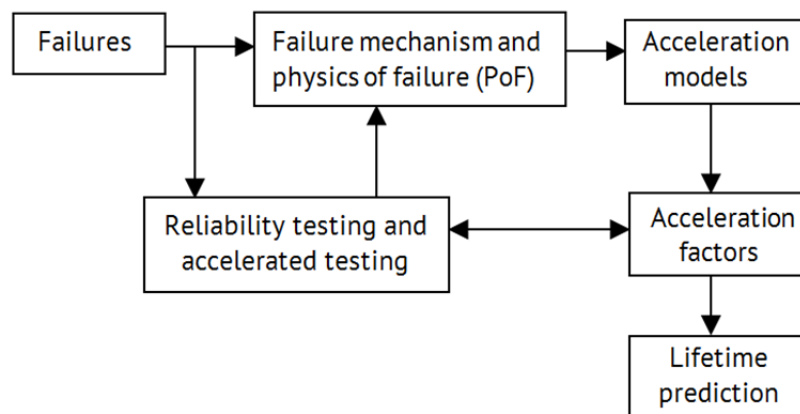 Failures
Failure mechanism and
physics of failure (PoF)
Acceleration
models
Reliability testing and
accelerated testing
Acceleration
factors
Lifetime
prediction